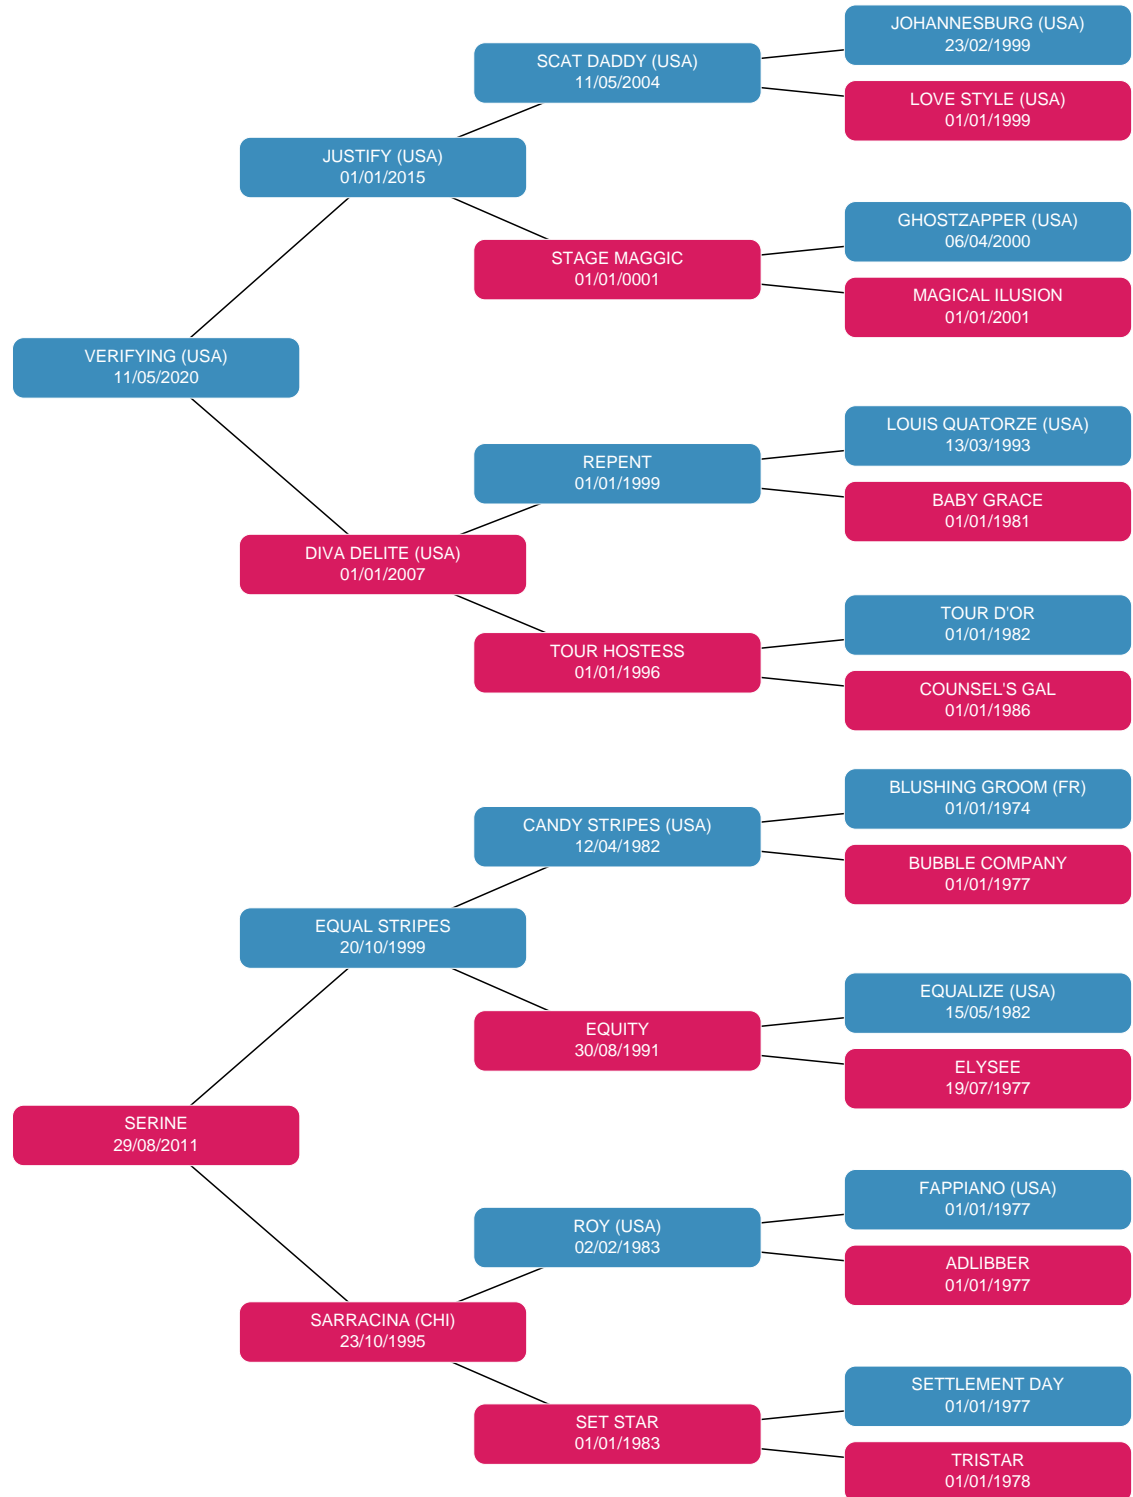 JOHANNESBURG (USA)
23/02/1999
SCAT DADDY (USA)
11/05/2004
LOVE STYLE (USA)
01/01/1999
JUSTIFY (USA)
01/01/2015
GHOSTZAPPER (USA)
06/04/2000
STAGE MAGGIC
01/01/0001
MAGICAL ILUSION
01/01/2001
VERIFYING (USA)
11/05/2020
LOUIS QUATORZE (USA)
13/03/1993
REPENT
01/01/1999
BABY GRACE
01/01/1981
DIVA DELITE (USA)
01/01/2007
TOUR D'OR
01/01/1982
TOUR HOSTESS
01/01/1996
COUNSEL'S GAL
01/01/1986
BLUSHING GROOM (FR)
01/01/1974
CANDY STRIPES (USA)
12/04/1982
BUBBLE COMPANY
01/01/1977
EQUAL STRIPES
20/10/1999
EQUALIZE (USA)
15/05/1982
EQUITY
30/08/1991
ELYSEE
19/07/1977
SERINE
29/08/2011
FAPPIANO (USA)
01/01/1977
ROY (USA)
02/02/1983
ADLIBBER
01/01/1977
SARRACINA (CHI)
23/10/1995
SETTLEMENT DAY
01/01/1977
SET STAR
01/01/1983
TRISTAR
01/01/1978